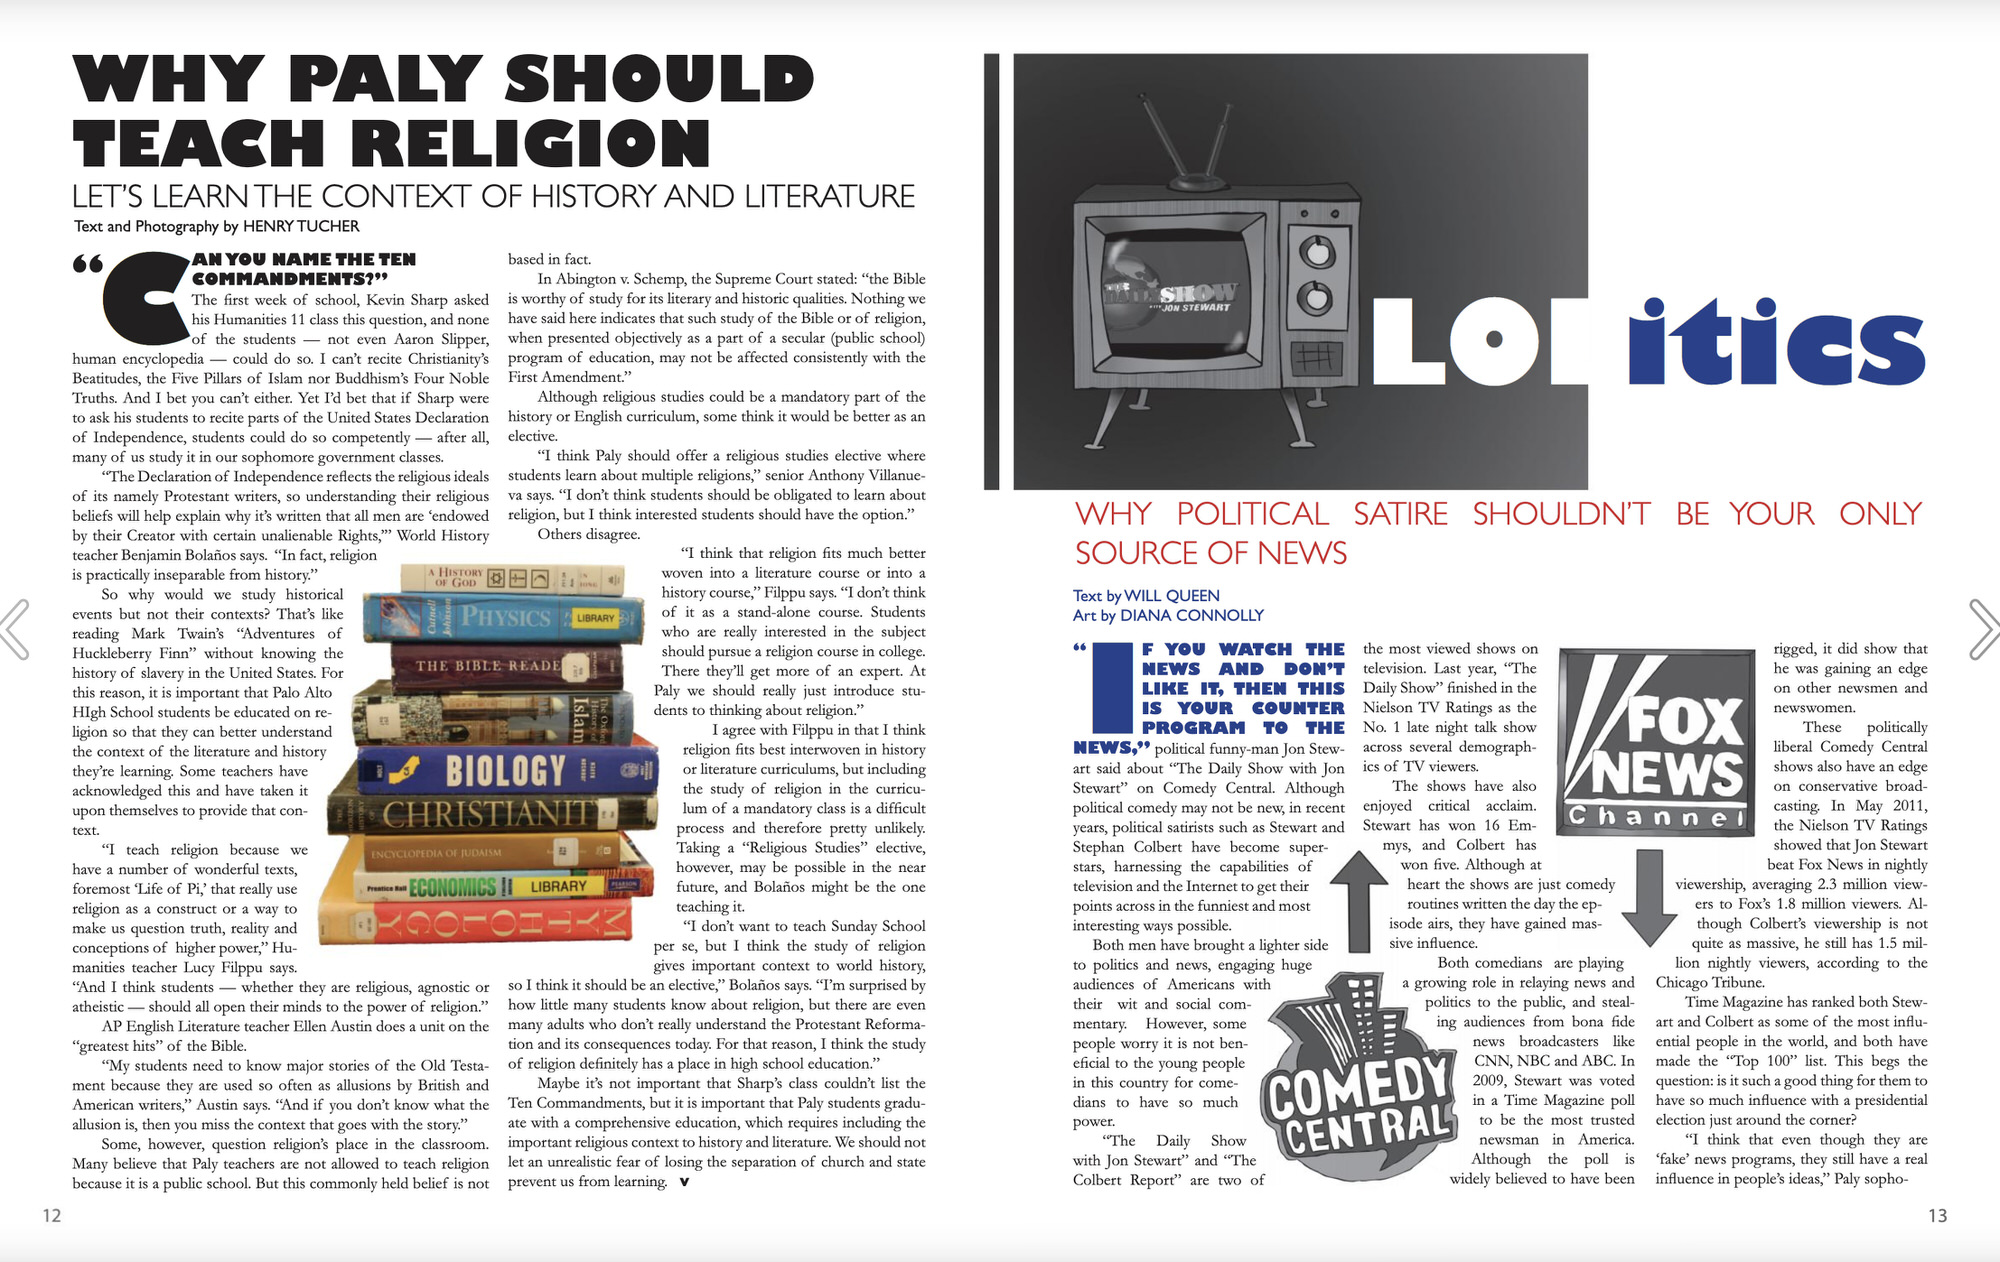 WHY PALY SHOULD
TEACH RELIGION
LET'S LEARN THE CONTEXT OF HISTORY AND LITERATURE
Text and Photography by HENRY TUCHER
“CAN YOU NAME THE TEN
COMMANDMENTS?”
The first week of school, Kevin Sharp asked
his Humanities 11 class this question, and none
of the students — not even Aaron Slipper,
human encyclopedia — could do so. I can’t recite Christianity’s
Beatitudes, the Five Pillars of Islam nor Buddhism’s Four Noble
Truths. And I bet you can’t either. Yet I’d bet that if Sharp were
to ask his students to recite parts of the United States Declaration
of Independence, students could do so competently — after all,
many of us study it in our sophomore government classes.
“The Declaration of Independence reflects the religious ideals
of its namely Protestant writers, so understanding their religious
beliefs will help explain why it’s written that all men are ‘endowed
by their Creator with certain unalienable Rights,’” World History
teacher Benjamin Bolaños says. “In fact, religion
is practically inseparable from history.”
So why would we study historical
events but not their contexts? That’s like
reading Mark Twain’s “Adventures of
Huckleberry Finn” without knowing the
history of slavery in the United States. For
this reason, it is important that Palo Alto
HIgh School students be educated on re-
ligion so that they can better understand
the context of the literature and history
they’re learning. Some teachers have
acknowledged this and have taken it
upon themselves to provide that con-
text.
“I teach religion because we
have a number of wonderful texts,
foremost ‘Life of Pi,’ that really use
religion as a construct or a way to
make us question truth, reality and
conceptions of higher power,” Hu-
manities teacher Lucy Filppu says.
“And I think students — whether they are religious, agnostic or
atheistic — should all open their minds to the power of religion.”
AP English Literature teacher Ellen Austin does a unit on the
“greatest hits” of the Bible.
“My students need to know major stories of the Old Testa-
ment because they are used so often as allusions by British and
American writers,” Austin says. “And if you don’t know what the
allusion is, then you miss the context that goes with the story.”
Some, however, question religion’s place in the classroom.
Many believe that Paly teachers are not allowed to teach religion
because it is a public school. But this commonly held belief is not
based in fact.
In Abington v. Schemp, the Supreme Court stated: “the Bible
is worthy of study for its literary and historic qualities. Nothing we
have said here indicates that such study of the Bible or of religion,
when presented objectively as a part of a secular (public school)
program of education, may not be affected consistently with the
First Amendment.”
Although religious studies could be a mandatory part of the
history or English curriculum, some think it would be better as an
elective.
“I think Paly should offer a religious studies elective where
students learn about multiple religions,” senior Anthony Villanue-
va says. “I don’t think students should be obligated to learn about
religion, but I think interested students should have the option.”
Others disagree.
“I think that religion fits much better
woven into a literature course or into a
history course,” Filppu says. “I don’t think
of it as a stand-alone course. Students
who are really interested in the subject
should pursue a religion course in college.
There they’ll get more of an expert. At
Paly we should really just introduce stu-
dents to thinking about religion.”
I agree with Filppu in that I think
religion fits best interwoven in history
or literature curriculums, but including
the study of religion in the curricu-
lum of a mandatory class is a difficult
process and therefore pretty unlikely.
Taking a “Religious Studies” elective,
however, may be possible in the near
future, and Bolaños might be the one
teaching it.
“I don’t want to teach Sunday School
per se, but I think the study of religion
gives important context to world history,
so I think it should be an elective,” Bolaños says. “I’m surprised by
how little many students know about religion, but there are even
many adults who don’t really understand the Protestant Reforma-
tion and its consequences today. For that reason, I think the study
of religion definitely has a place in high school education.”
Maybe it’s not important that Sharp’s class couldn’t list the
Ten Commandments, but it is important that Paly students gradu-
ate with a comprehensive education, which requires including the
important religious context to history and literature. We should not
let an unrealistic fear of losing the separation of church and state
prevent us from learning. V
A HISTORY
OF GOD
Cutnell
Johnson
PHYSICS
LIBRARY
THE BIBLE READE
The Oxford
History of
Islam
BIOLOGY
CHRISTIANIT
ENCYCLOPEDIA OF JUDAISM
Prentice Hall
ECONOMICS
LIBRARY
MYTHOLOGY
12
THE
DAILY SHOW
WITH JON STEWART
LOLitics
WHY POLITICAL SATIRE SHOULDN’T BE YOUR ONLY
SOURCE OF NEWS
Text by WILL QUEEN
Art by DIANA CONNOLLY
“IF YOU WATCH THE
NEWS AND DON’T
LIKE IT, THEN THIS
IS YOUR COUNTER
PROGRAM TO THE
NEWS,” political funny-man Jon Stew-
art said about “The Daily Show with Jon
Stewart” on Comedy Central. Although
political comedy may not be new, in recent
years, political satirists such as Stewart and
Stephan Colbert have become super-
stars, harnessing the capabilities of
television and the Internet to get their
points across in the funniest and most
interesting ways possible.
Both men have brought a lighter side
to politics and news, engaging huge
audiences of Americans with
their wit and social com-
mentary. However, some
people worry it is not ben-
eficial to the young people
in this country for come-
dians to have so much
power.
“The Daily Show
with Jon Stewart” and “The
Colbert Report” are two of
the most viewed shows on
television. Last year, “The
Daily Show” finished in the
Nielson TV Ratings as the
No. 1 late night talk show
across several demograph-
ics of TV viewers.
The shows have also
enjoyed critical acclaim.
Stewart has won 16 Em-
mys, and Colbert has
won five. Although at
heart the shows are just comedy
routines written the day the ep-
isode airs, they have gained mas-
sive influence.
Both comedians are playing
a growing role in relaying news and
politics to the public, and steal-
ing audiences from bona fide
news broadcasters like
CNN, NBC and ABC. In
2009, Stewart was voted
in a Time Magazine poll
to be the most trusted
newsman in America.
Although the poll is
widely believed to have been
rigged, it did show that
he was gaining an edge
on other newsmen and
newswomen.
These politically
liberal Comedy Central
shows also have an edge
on conservative broad-
casting. In May 2011,
the Nielson TV Ratings
showed that Jon Stewart
beat Fox News in nightly
viewership, averaging 2.3 million view-
ers to Fox’s 1.8 million viewers. Al-
though Colbert’s viewership is not
quite as massive, he still has 1.5 mil-
lion nightly viewers, according to the
Chicago Tribune.
Time Magazine has ranked both Stew-
art and Colbert as some of the most influ-
ential people in the world, and both have
made the “Top 100” list. This begs the
question: is it such a good thing for them to
have so much influence with a presidential
election just around the corner?
“I think that even though they are
‘fake’ news programs, they still have a real
influence in people’s ideas,” Paly sopho-
FOX
NEWS
Channel
COMEDY
CENTRAL
13